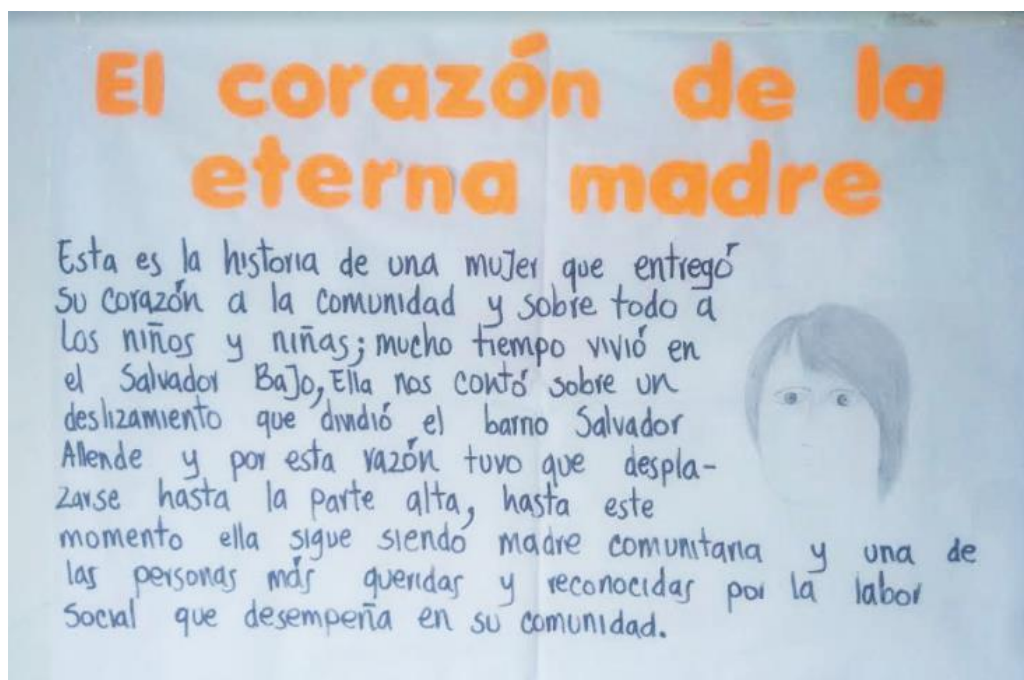 El corazón de la
eterna madre
Esta es la historia de una mujer que entregó
su corazón a la comunidad y sobre todo a
los niños y niñas; mucho tiempo vivió en
el Salvador Bajo, Ella nos contó sobre un
deslizamiento que dividió el barrio Salvador
Allende y por esta razón tuvo que despla-
zarse hasta la parte alta, hasta este
momento ella sigue siendo madre comunitaria y una de
las personas más queridas y reconocidas por la labor
Social que desempeña en su comunidad.